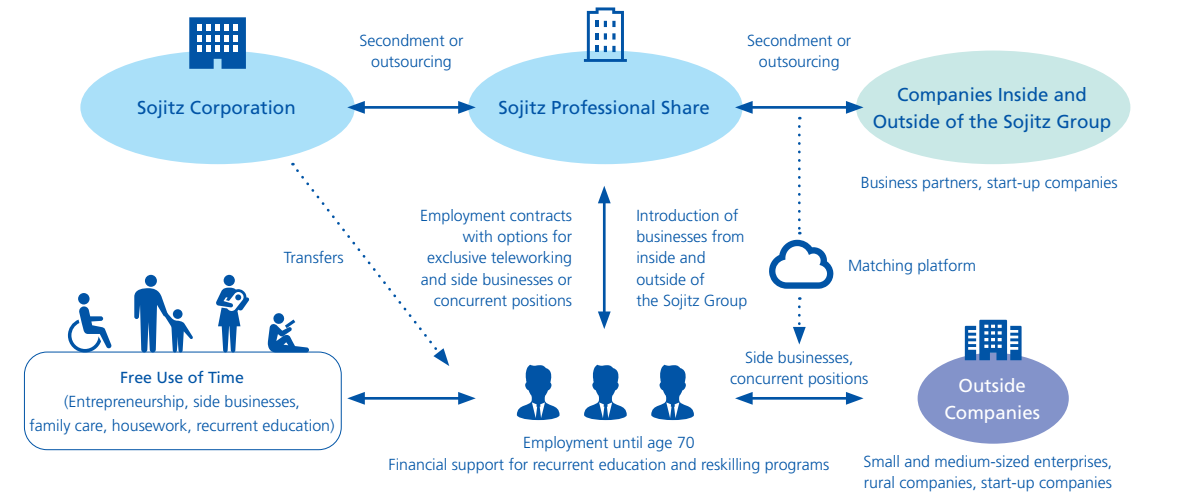 Secondment or
outsourcing
Secondment or
outsourcing
Sojitz Corporation
Sojitz Professional Share
Companies Inside and
Outside of the Sojitz Group
Business partners, start-up companies
Transfers
Employment contracts
with options for
exclusive teleworking
and side businesses or
concurrent positions
Introduction of
businesses from
inside and
outside of
the Sojitz Group
Matching platform
Free Use of Time
(Entrepreneurship, side businesses,
family care, housework, recurrent education)
Side businesses,
concurrent positions
Outside
Companies
Employment until age 70
Financial support for recurrent education and reskilling programs
Small and medium-sized enterprises,
rural companies, start-up companies